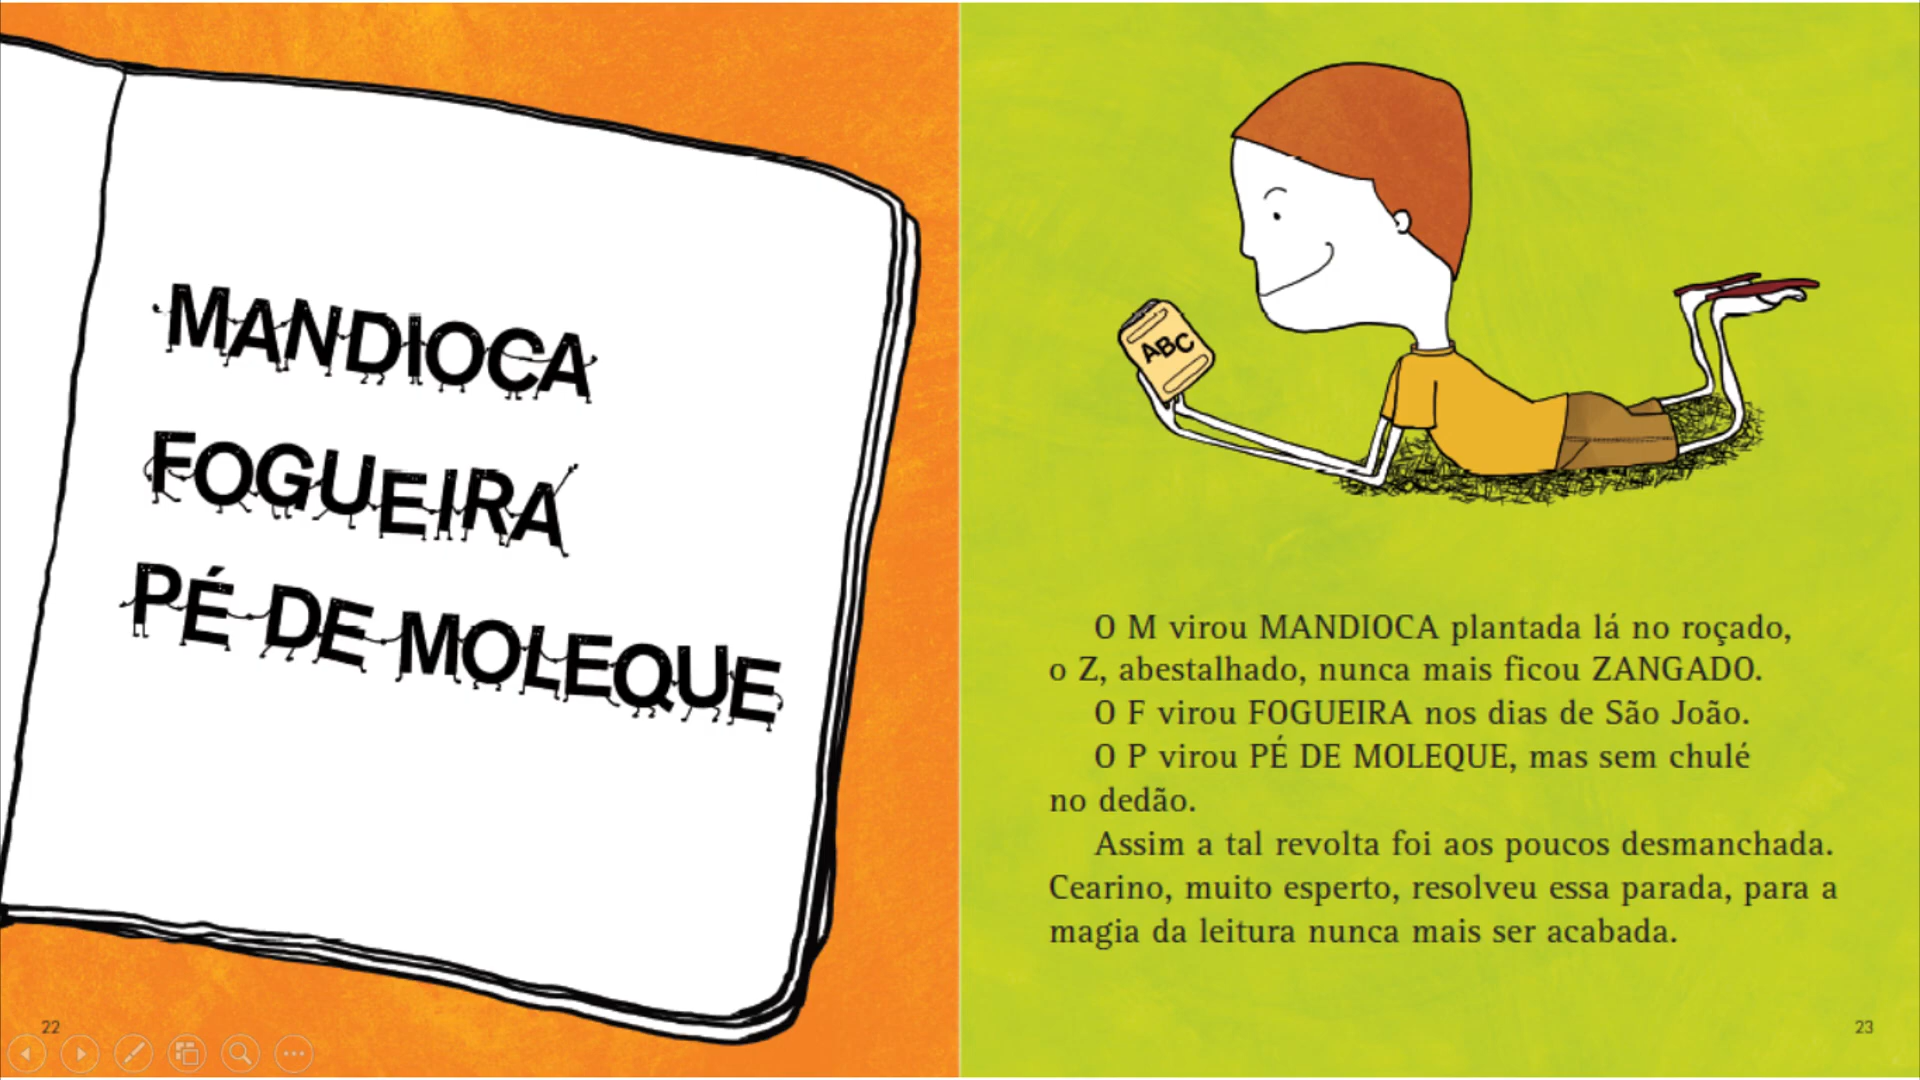 MANDIOCA
FOGUEIRA
PÉ DE MOLEQUE
22
ABC
O M virou MANDIOCA plantada lá no roçado,
o Z, abestalhado, nunca mais ficou ZANGADO.
O F virou FOGUEIRA nos dias de São João.
O P virou PÉ DE MOLEQUE, mas sem chulé
no dedão.
Assim a tal revolta foi aos poucos desmanchada.
Cearino, muito esperto, resolveu essa parada, para a
magia da leitura nunca mais ser acabada.
23